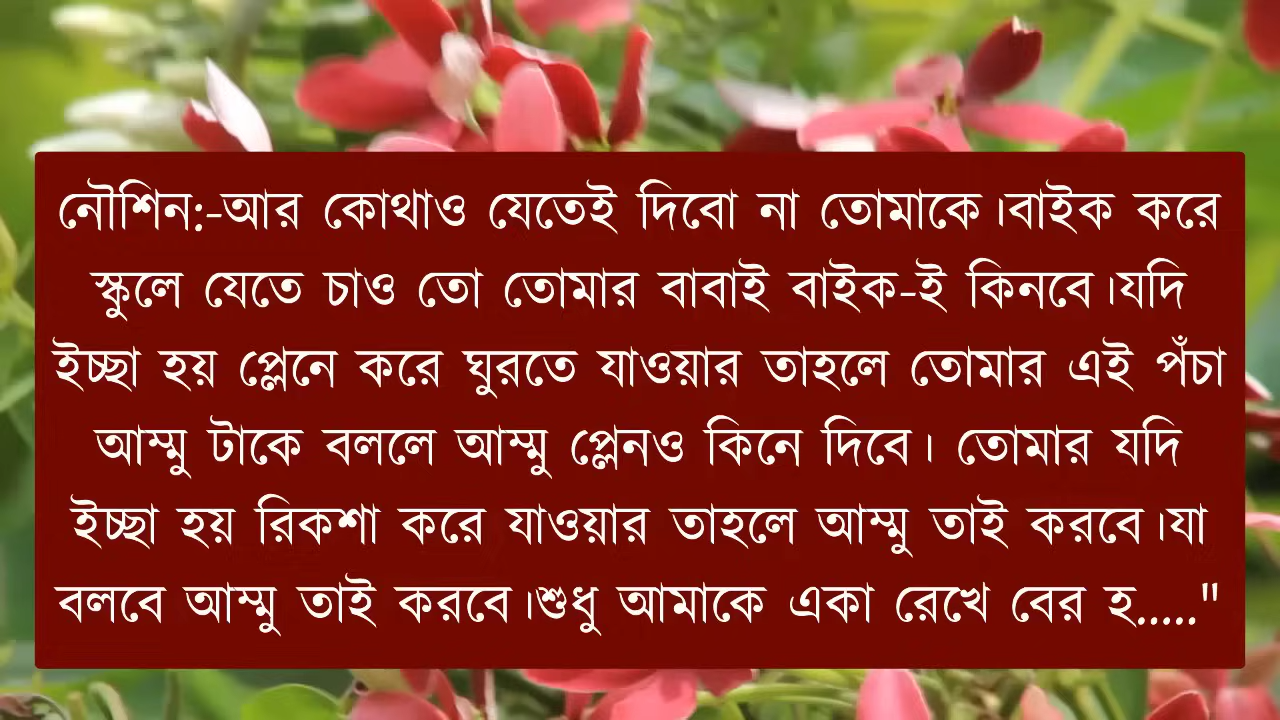 নৌশিন:-আর কোথাও যেতেই দিবো না তোমাকে।বাইক করে
স্কুলে যেতে চাও তো তোমার বাবাই বাইক-ই কিনবে।যদি
ইচ্ছা হয় প্লেনে করে ঘুরতে যাওয়ার তাহলে তোমার এই পঁচা
আম্মু টাকে বললে আম্মু প্লেনও কিনে দিবে। তোমার যদি
ইচ্ছা হয় রিকশা করে যাওয়ার তাহলে আম্মু তাই করবে।যা
বলবে আম্মু তাই করবে।শুধু আমাকে একা রেখে বের হ....."